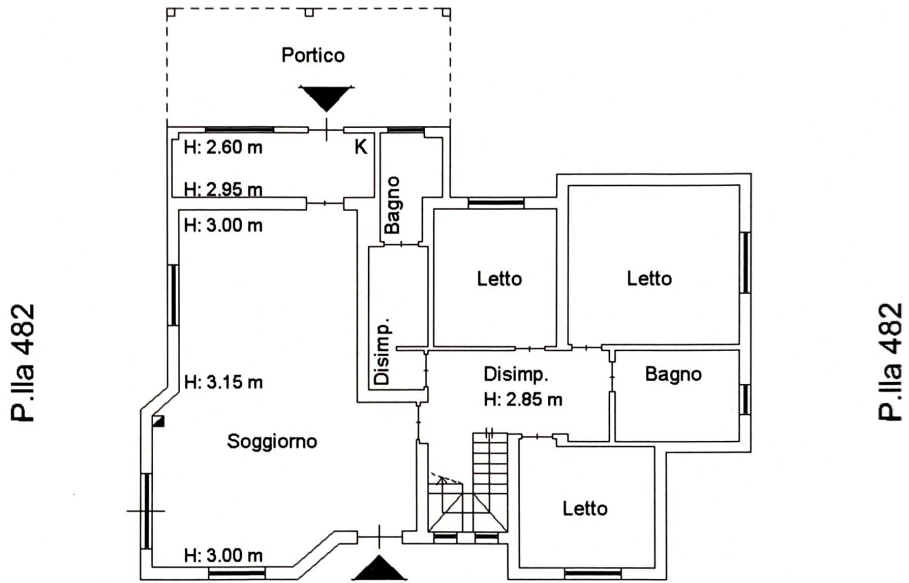 Portico
H: 2.60 m
K
H: 2.95 m
H: 3.00 m
Bagno
Letto
Letto
P.lla 482
P.lla 482
Disimp.
H: 3.15 m
Disimp.
H: 2.85 m
Bagno
Soggiorno
Letto
H: 3.00 m